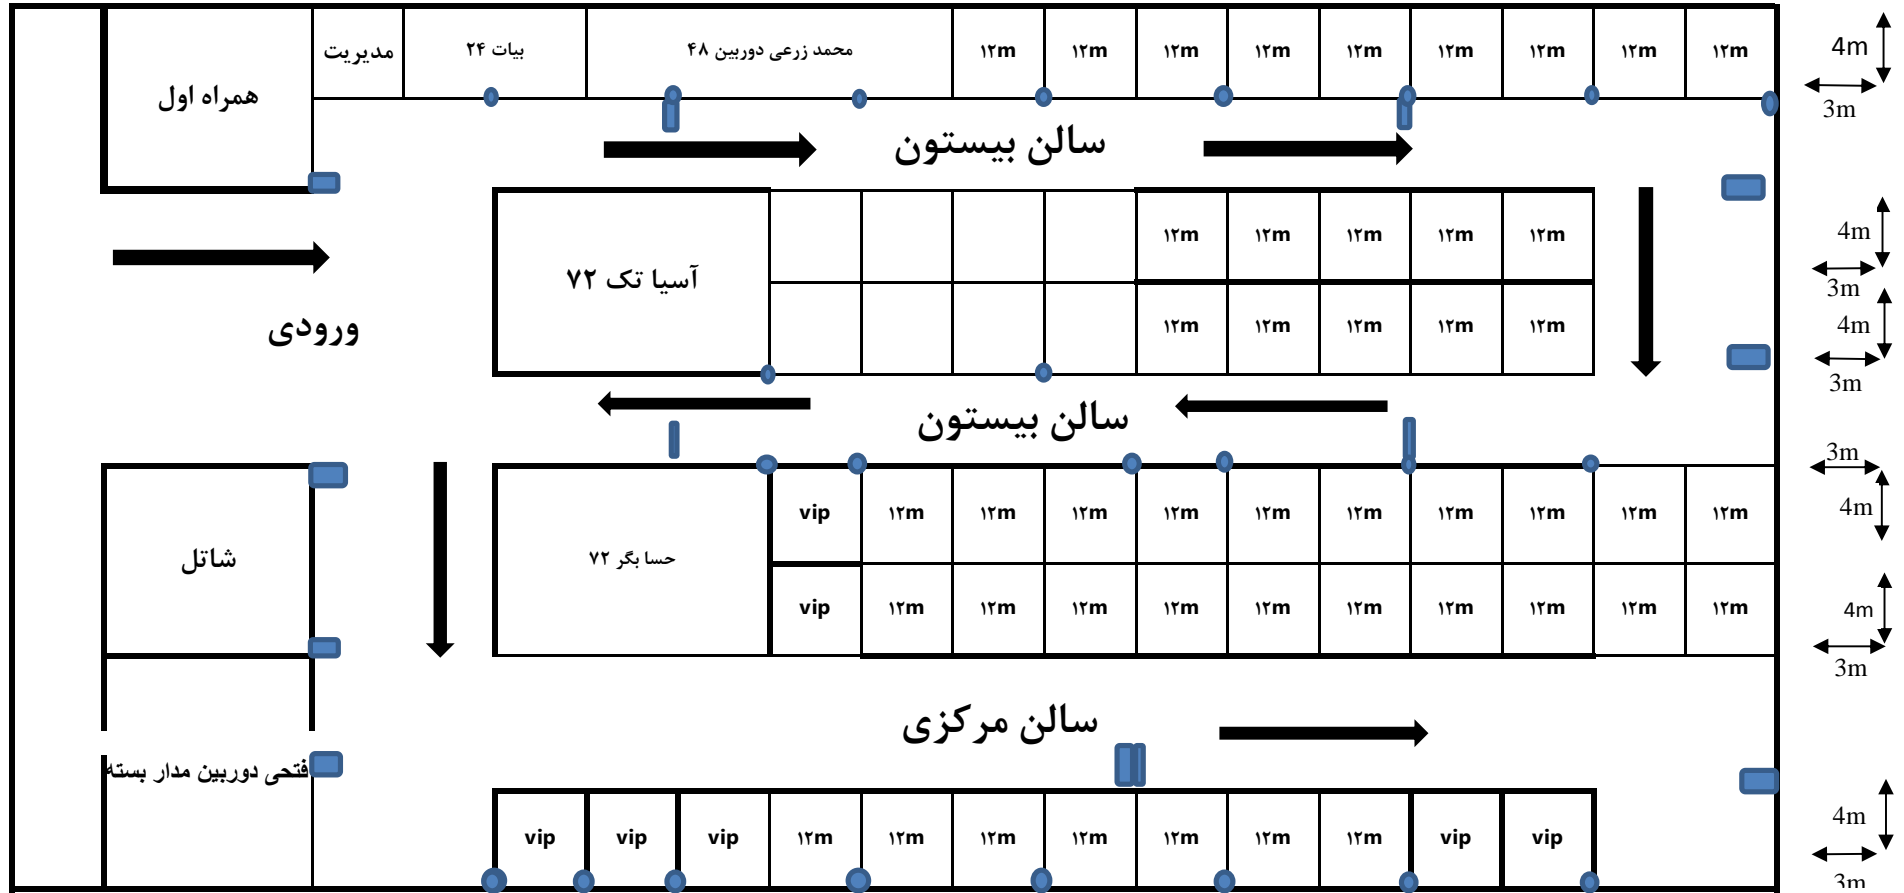 همراه اول
مدیریت
بیات ۲۴
محمد زرعی دوربین ۴۸
۱۲m ۱۲m ۱۲m ۱۲m ۱۲m ۱۲m ۱۲m ۱۲m ۱۲m
4m
3m
سالن بیستون
آسیا تک ۷۲
۱۲m ۱۲m ۱۲m ۱۲m ۱۲m
4m
3m
ورودی
۱۲m ۱۲m ۱۲m ۱۲m ۱۲m
4m
3m
سالن بیستون
3m
شاتل
حسا بگر ۷۲
vip ۱۲m ۱۲m ۱۲m ۱۲m ۱۲m ۱۲m ۱۲m ۱۲m ۱۲m ۱۲m
4m
vip ۱۲m ۱۲m ۱۲m ۱۲m ۱۲m ۱۲m ۱۲m ۱۲m ۱۲m ۱۲m
4m
3m
سالن مرکزی
فتحی دوربین مدار بسته
vip vip vip ۱۲m ۱۲m ۱۲m ۱۲m ۱۲m ۱۲m ۱۲m vip vip
4m
3m